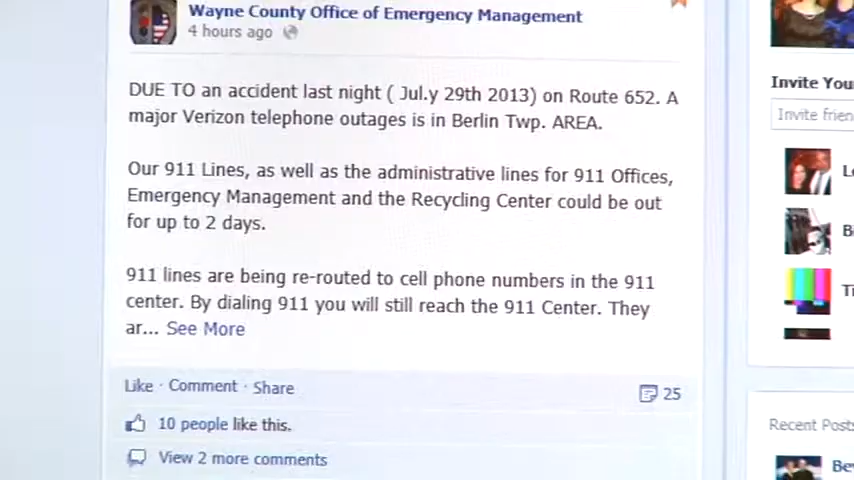 Wayne County Office of Emergency Management
4 hours ago
DUE TO an accident last night ( Jul.y 29th 2013) on Route 652. A
major Verizon telephone outages is in Berlin Twp. AREA.
Our 911 Lines, as well as the administrative lines for 911 Offices,
Emergency Management and the Recycling Center could be out
for up to 2 days.
911 lines are being re-routed to cell phone numbers in the 911
center. By dialing 911 you will still reach the 911 Center. They
ar... See More
Like · Comment · Share
25
10 people like this.
View 2 more comments
Invite You
Invite frien
Recent Post